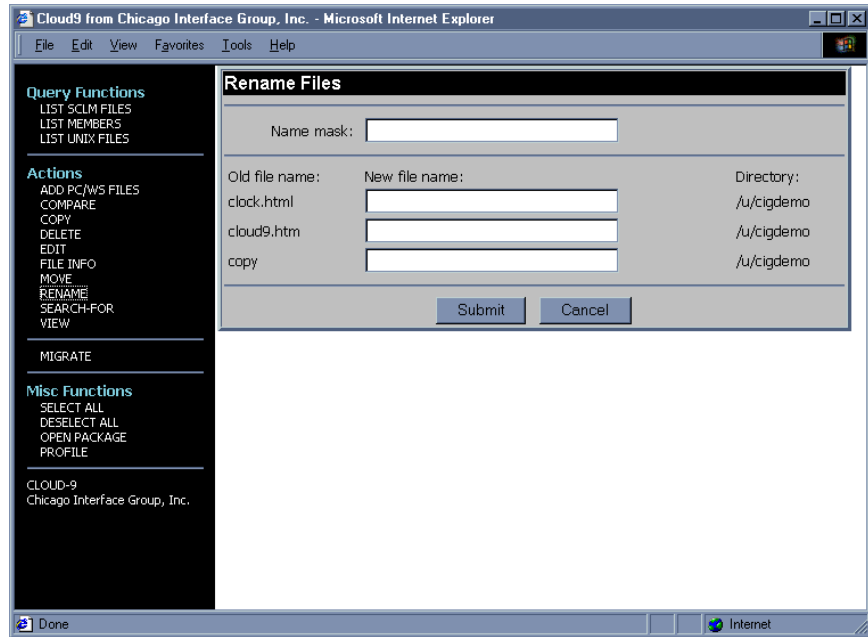 Cloud9 from Chicago Interface Group, Inc. - Microsoft Internet Explorer
File Edit View Favorites Tools Help
Query Functions
LIST SCLM FILES
LIST MEMBERS
LIST UNIX FILES
Actions
ADD PC/WS FILES
COMPARE
COPY
DELETE
EDIT
FILE INFO
MOVE
RENAME
SEARCH-FOR
VIEW
MIGRATE
Misc Functions
SELECT ALL
DESELECT ALL
OPEN PACKAGE
PROFILE
CLOUD-9
Chicago Interface Group, Inc.
Rename Files
Name mask:
Old file name: New file name: Directory:
clock.html /u/cigdemo
cloud9.htm /u/cigdemo
copy /u/cigdemo
Submit Cancel
Done Internet